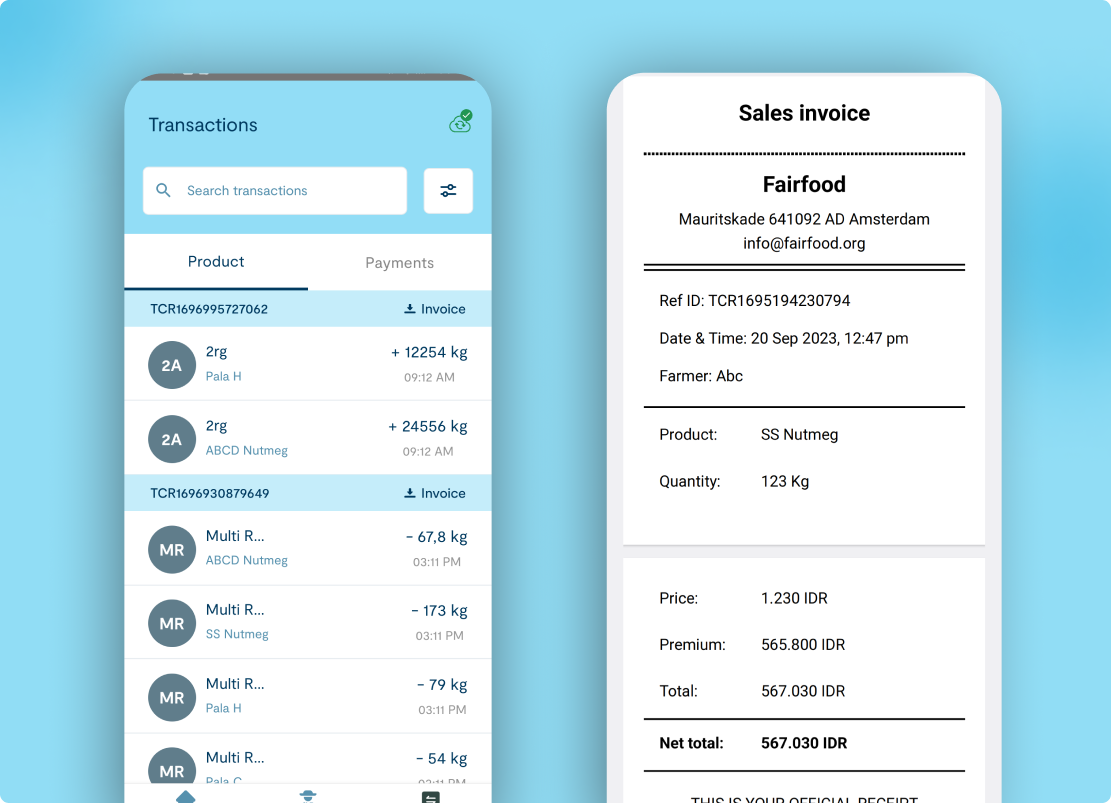 Transactions
Search transactions
Product
Payments
TCR1696995727062
Invoice
2A
2rg
Pala H
+ 12254 kg
09:12 AM
2A
2rg
ABCD Nutmeg
+ 24556 kg
09:12 AM
TCR1696930879649
Invoice
MR
Multi R...
ABCD Nutmeg
- 67,8 kg
03:11 PM
MR
Multi R...
SS Nutmeg
- 173 kg
03:11 PM
MR
Multi R...
Pala H
- 79 kg
03:11 PM
MR
Multi R...
Pala C
- 54 kg
03:11 PM
Sales invoice
Fairfood
Mauritskade 641092 AD Amsterdam
info@fairfood.org
Ref ID: TCR1695194230794
Date & Time: 20 Sep 2023, 12:47 pm
Farmer: Abc
Product: SS Nutmeg
Quantity: 123 Kg
Price: 1.230 IDR
Premium: 565.800 IDR
Total: 567.030 IDR
Net total: 567.030 IDR
THIS IS YOUR OFFICIAL RECEIPT